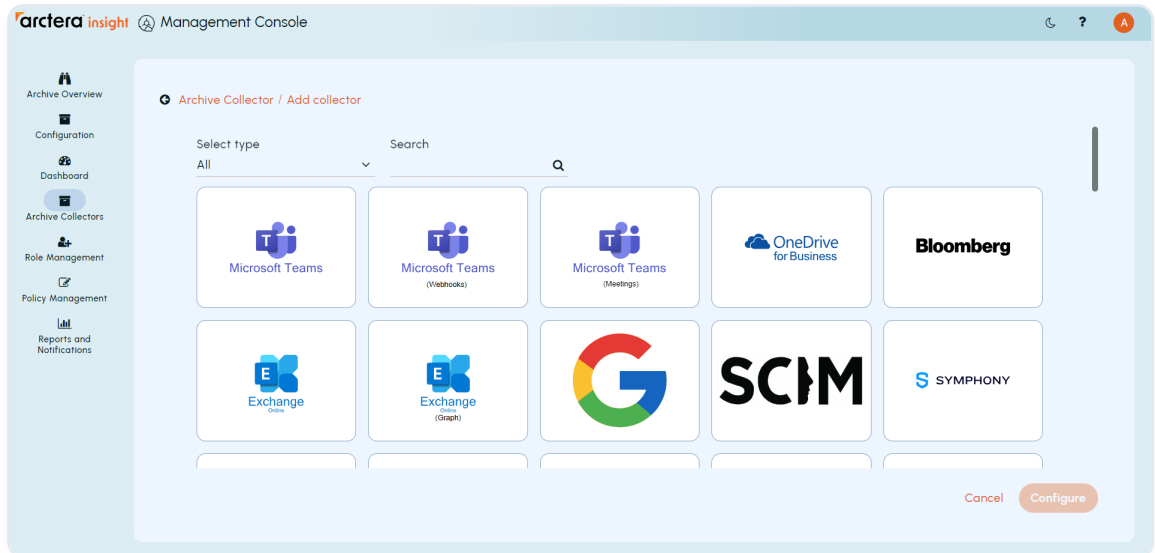 arctera insight Management Console
?
A
Archive Overview
Configuration
Dashboard
Archive Collectors
Role Management
Policy Management
Reports and
Notifications
Archive Collector / Add collector
Select type
Search
All
T
Microsoft Teams
T
Microsoft Teams
(Webhooks)
T
Microsoft Teams
(Meetings)
OneDrive
for Business
Bloomberg
E
Exchange
Online
E
Exchange
Online
(Graph)
G
SCIM
S SYMPHONY
Cancel
Configure